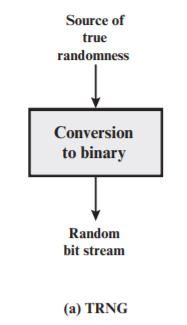 Source of
true
randomness
Conversion
to binary
Random
bit stream
(a) TRNG